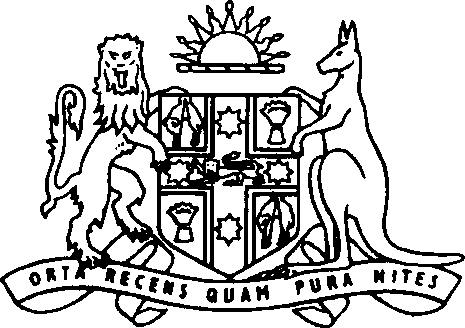 ORTA RECENS QUAM PURA NITES